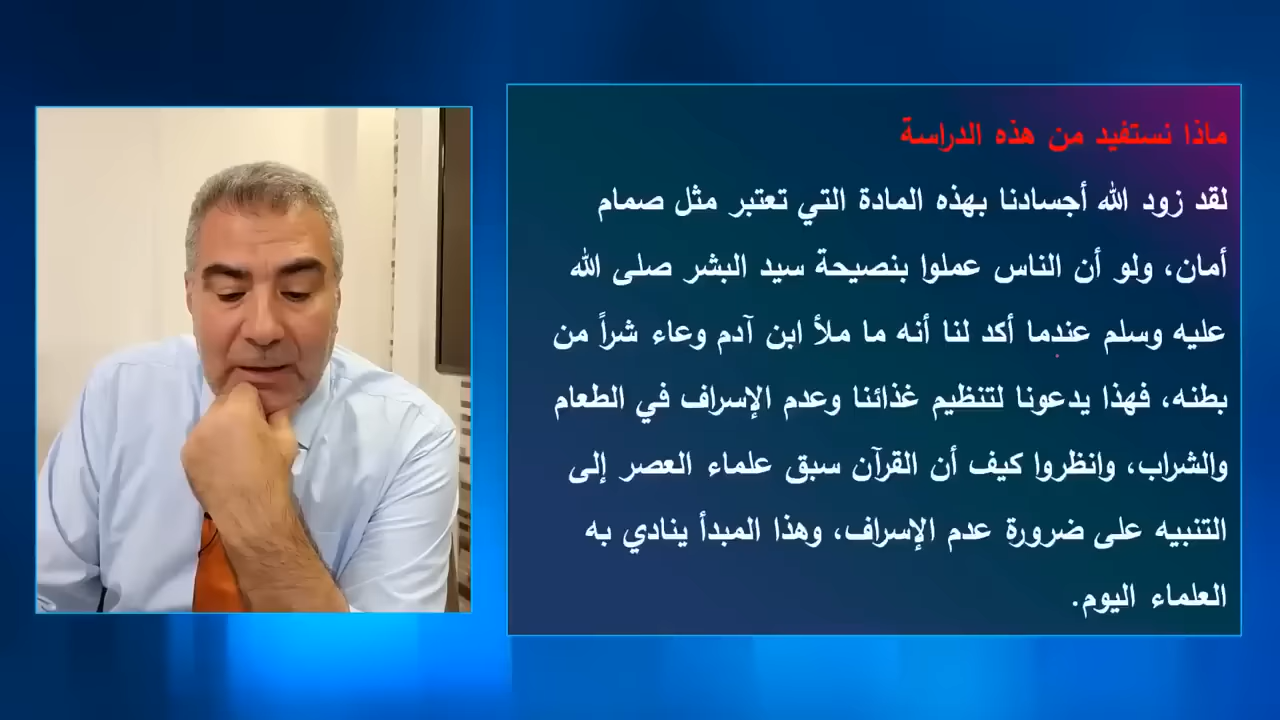 ماذا نستفيد من هذه الدراسة
لقد زود الله أجسادنا بهذه المادة التي تعتبر مثل صمام
أمان، ولو أن الناس عملوا بنصيحة سيد البشر صلى الله
عليه وسلم عندما أكد لنا أنه ما ملأ ابن آدم وعاء شراً من
بطنه، فهذا يدعونا لتنظيم غذائنا وعدم الإسراف في الطعام
والشراب، وانظروا كيف أن القرآن سبق علماء العصر إلى
التنبيه على ضرورة عدم الإسراف، وهذا المبدأ ينادي به
العلماء اليوم.